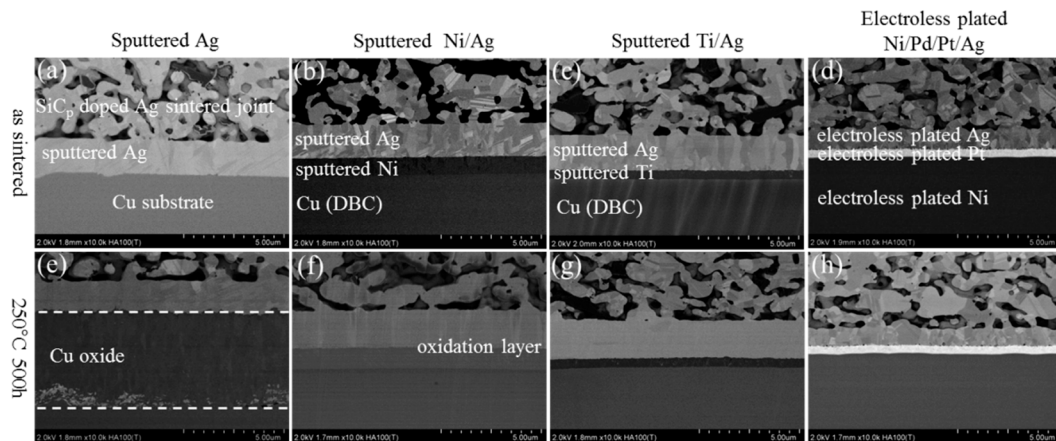 Sputtered Ag
Sputtered Ni/Ag
Sputtered Ti/Ag
Electroless plated
Ni/Pd/Pt/Ag
as sintered
(a)
SiCp doped Ag sintered joint
sputtered Ag
Cu substrate
2.0kV 1.8mm x10.0k HA100(T)
5.00um
(b)
sputtered Ag
sputtered Ni
Cu (DBC)
2.0kV 1.8mm x10.0k HA100(T)
5.00um
(c)
sputtered Ag
sputtered Ti
Cu (DBC)
2.0kV 2.0mm x10.0k HA100(T)
5.00um
(d)
electroless plated Ag
electroless plated Pt
electroless plated Ni
2.0kV 1.9mm x10.0k HA100(T)
5.00um
250°C 500h
(e)
Cu oxide
2.0kV 1.8mm x10.0k HA100(T)
5.00um
(f)
oxidation layer
2.0kV 1.7mm x10.0k HA100(T)
5.00um
(g)
2.0kV 1.7mm x10.0k HA100(T)
5.00um
(h)
2.0kV 1.7mm x10.0k HA100(T)
5.00um